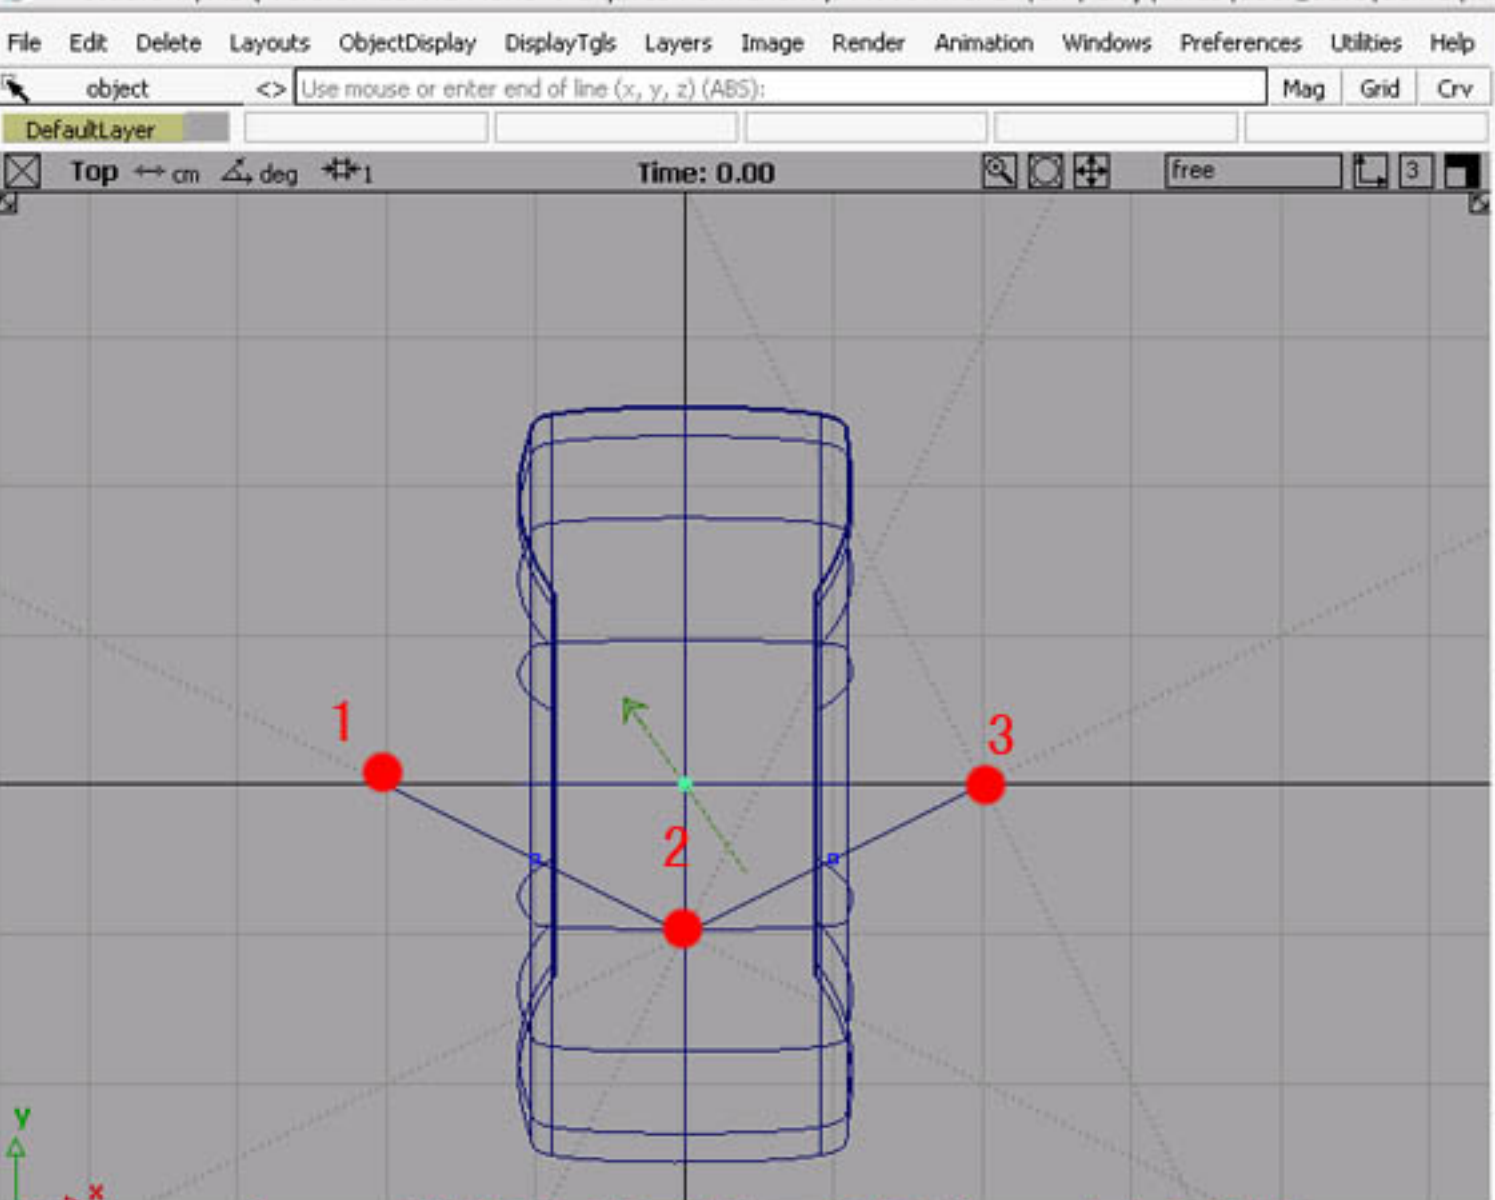 File Edit Delete Layouts ObjectDisplay DisplayTgls Layers Image Render Animation Windows Preferences Utilities Help
object <> Use mouse or enter end of line (x, y, z) (ABS): Mag Grid Crv
DefaultLayer
Top cm deg 1 Time: 0.00 free 3
1
3
2
y
x